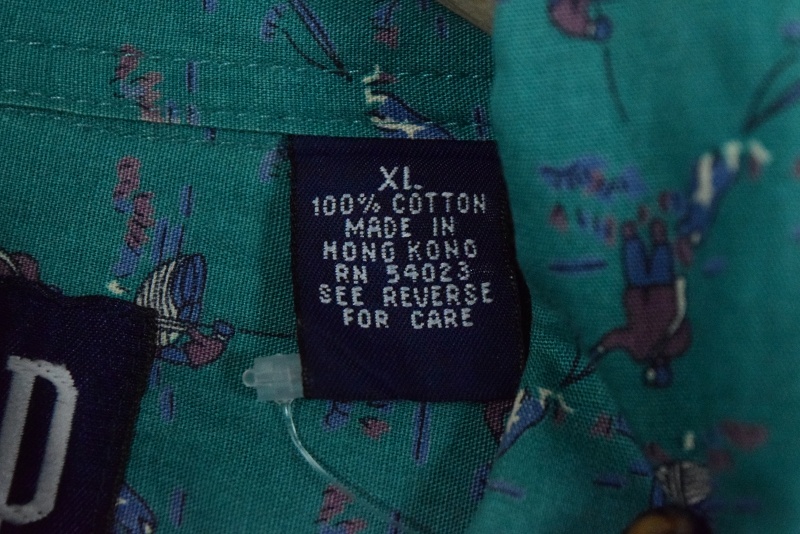 XL
100% COTTON
MADE IN
HONG KONG
RN 54023
SEE REVERSE
FOR CARE